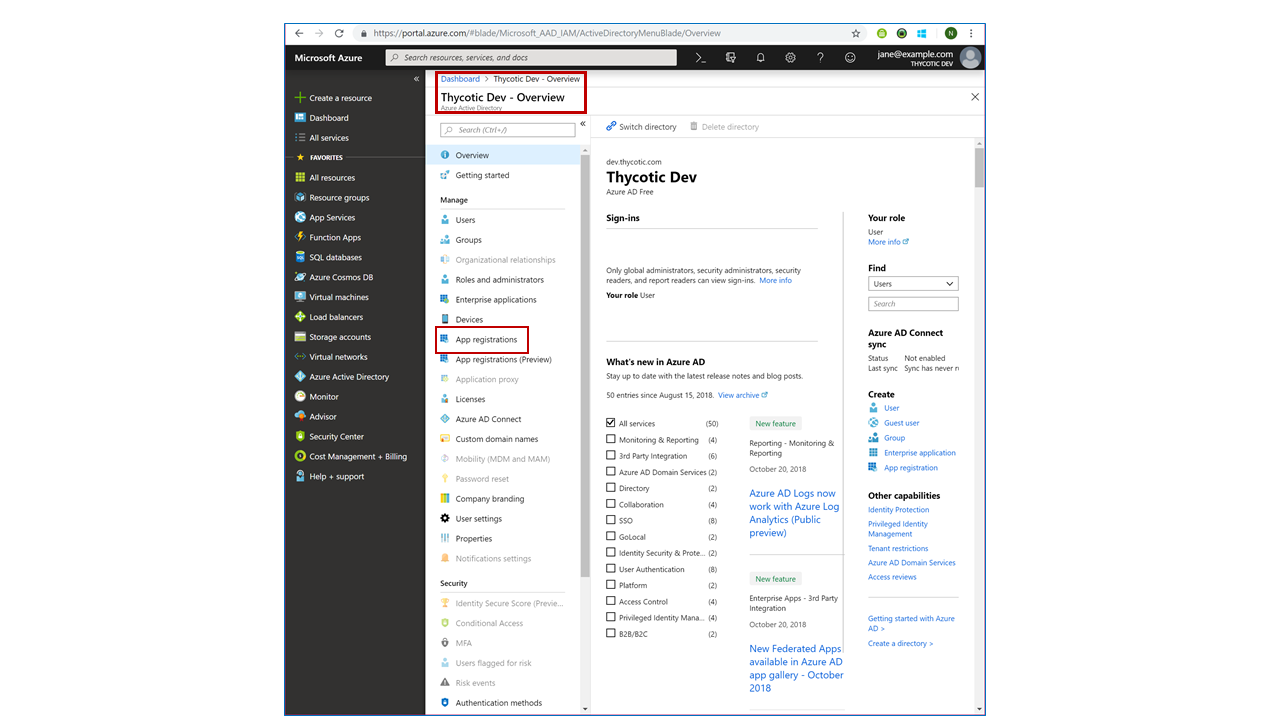 https://portal.azure.com/#blade/Microsoft_AAD_IAM/ActiveDirectoryMenuBlade/Overview
N
Microsoft Azure
Search resources, services, and docs
jane@example.com
THYCOTIC DEV
Create a resource
Dashboard
All services
FAVORITES
All resources
Resource groups
App Services
Function Apps
SQL databases
Azure Cosmos DB
Virtual machines
Load balancers
Storage accounts
Virtual networks
Azure Active Directory
Monitor
Advisor
Security Center
Cost Management + Billing
Help + support
Dashboard > Thycotic Dev - Overview
Thycotic Dev - Overview
Azure Active Directory
Search (Ctrl+/)
Overview
Getting started
Manage
Users
Groups
Organizational relationships
Roles and administrators
Enterprise applications
Devices
App registrations
App registrations (Preview)
Application proxy
Licenses
Azure AD Connect
Custom domain names
Mobility (MDM and MAM)
Password reset
Company branding
User settings
Properties
Notifications settings
Security
Identity Secure Score (Previe...
Conditional Access
MFA
Users flagged for risk
Risk events
Authentication methods
Switch directory
Delete directory
dev.thycotic.com
Thycotic Dev
Azure AD Free
Sign-ins
Only global administrators, security administrators, security
readers, and report readers can view sign-ins. More info
Your role User
What's new in Azure AD
Stay up to date with the latest release notes and blog posts.
50 entries since August 15, 2018. View archive
All services (50)
Monitoring & Reporting (4)
3rd Party Integration (6)
Azure AD Domain Services (2)
Directory (2)
Collaboration (4)
SSO (8)
GoLocal (2)
Identity Security & Prote... (2)
User Authentication (8)
Platform (2)
Access Control (4)
Privileged Identity Mana... (4)
B2B/B2C (2)
New feature
Reporting - Monitoring &
Reporting
October 20, 2018
Azure AD Logs now
work with Azure Log
Analytics (Public
preview)
New feature
Enterprise Apps - 3rd Party
Integration
October 20, 2018
New Federated Apps
available in Azure AD
app gallery - October
2018
Your role
User
More info
Find
Users
Search
Azure AD Connect
sync
Status Not enabled
Last sync Sync has never r
Create
User
Guest user
Group
Enterprise application
App registration
Other capabilities
Identity Protection
Privileged Identity
Management
Tenant restrictions
Azure AD Domain Services
Access reviews
Getting started with Azure
AD >
Create a directory >